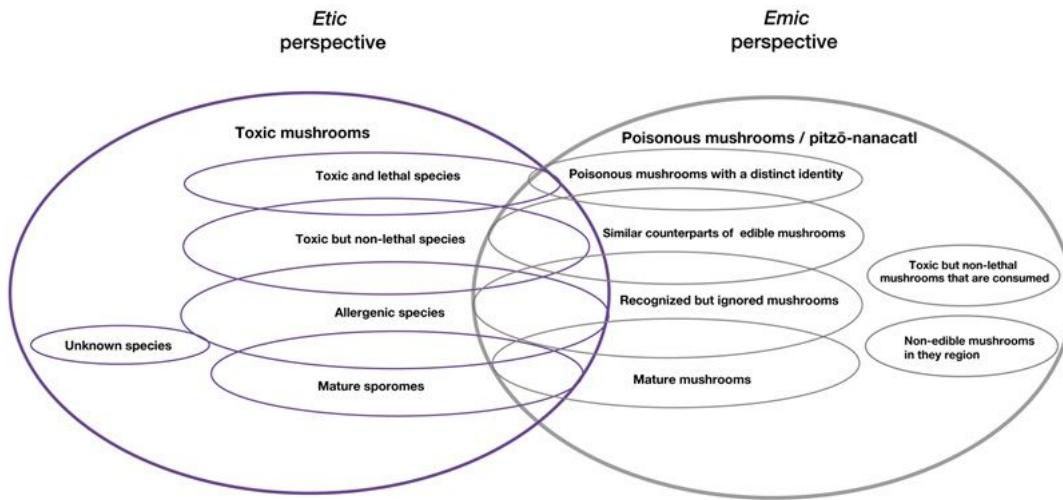 Etic
perspective
Emic
perspective
Toxic mushrooms
Toxic and lethal species
Toxic but non-lethal species
Allergenic species
Unknown species
Mature sporomes
Poisonous mushrooms / pitzō-nanacatl
Poisonous mushrooms with a distinct identity
Similar counterparts of edible mushrooms
Toxic but non-lethal
mushrooms that are consumed
Recognized but ignored mushrooms
Non-edible mushrooms
in they region
Mature mushrooms